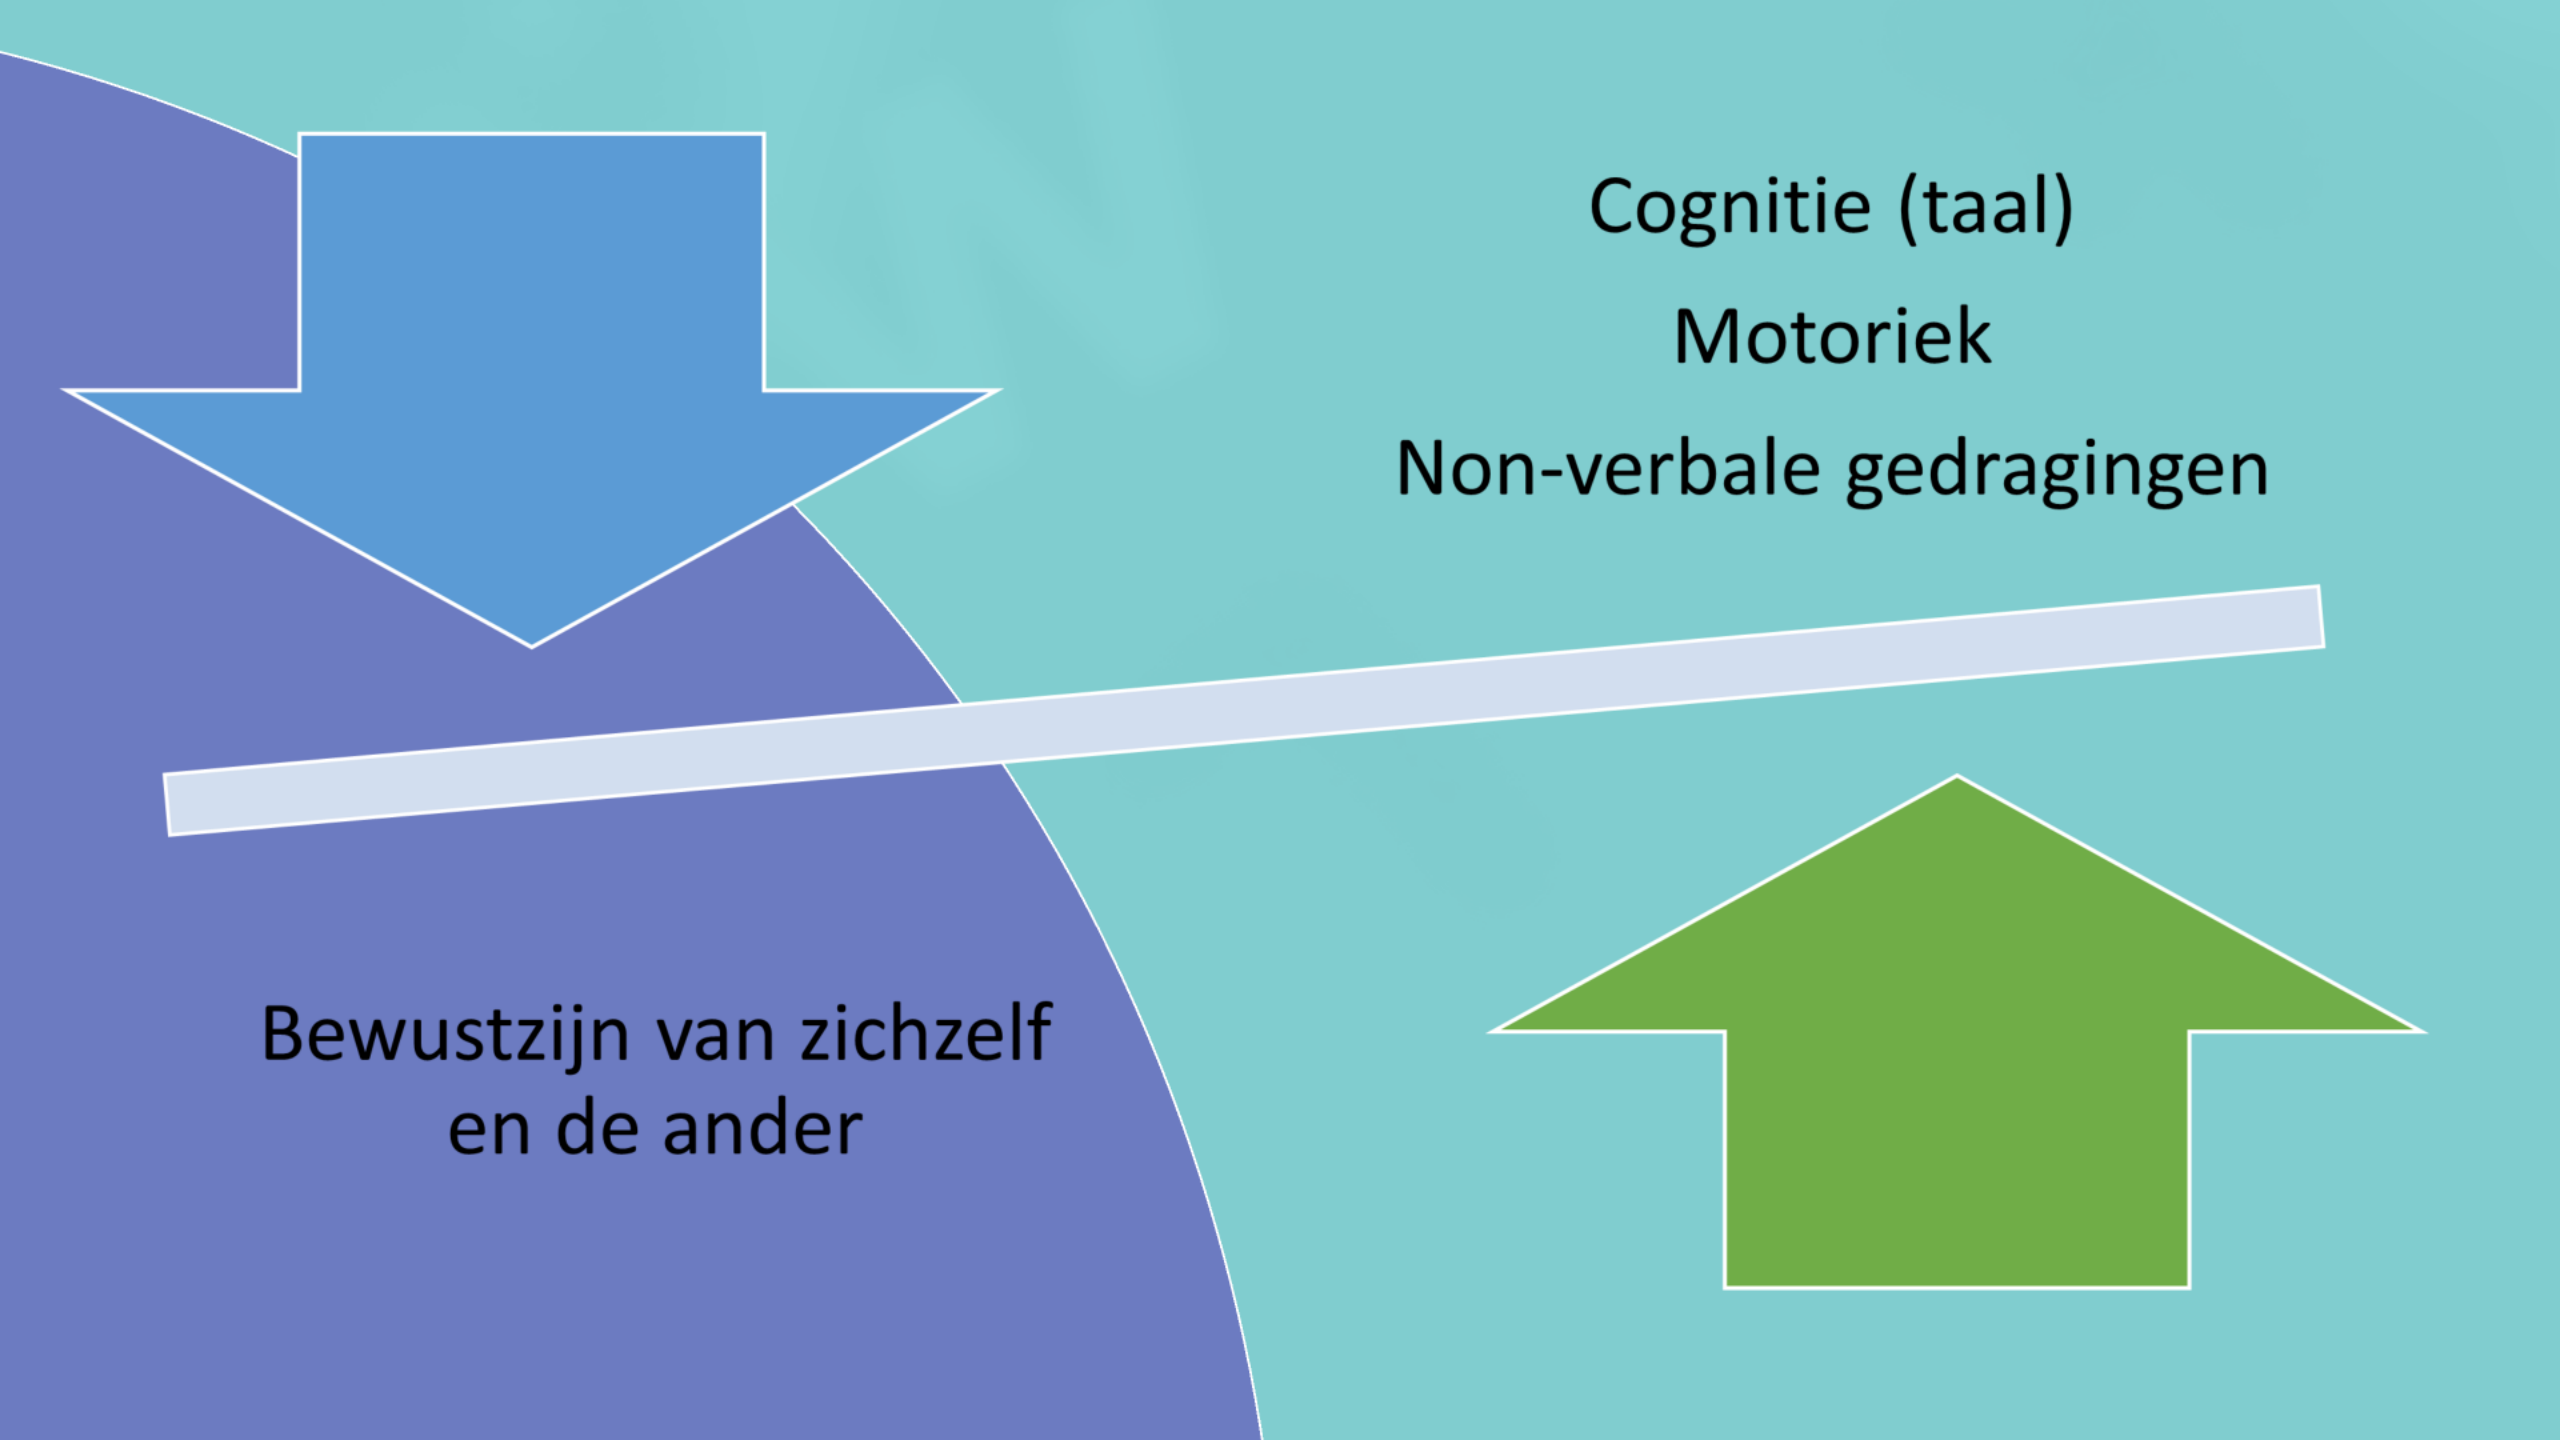 Cognitie (taal)
Motoriek
Non-verbale gedragingen
Bewustzijn van zichzelf
en de ander